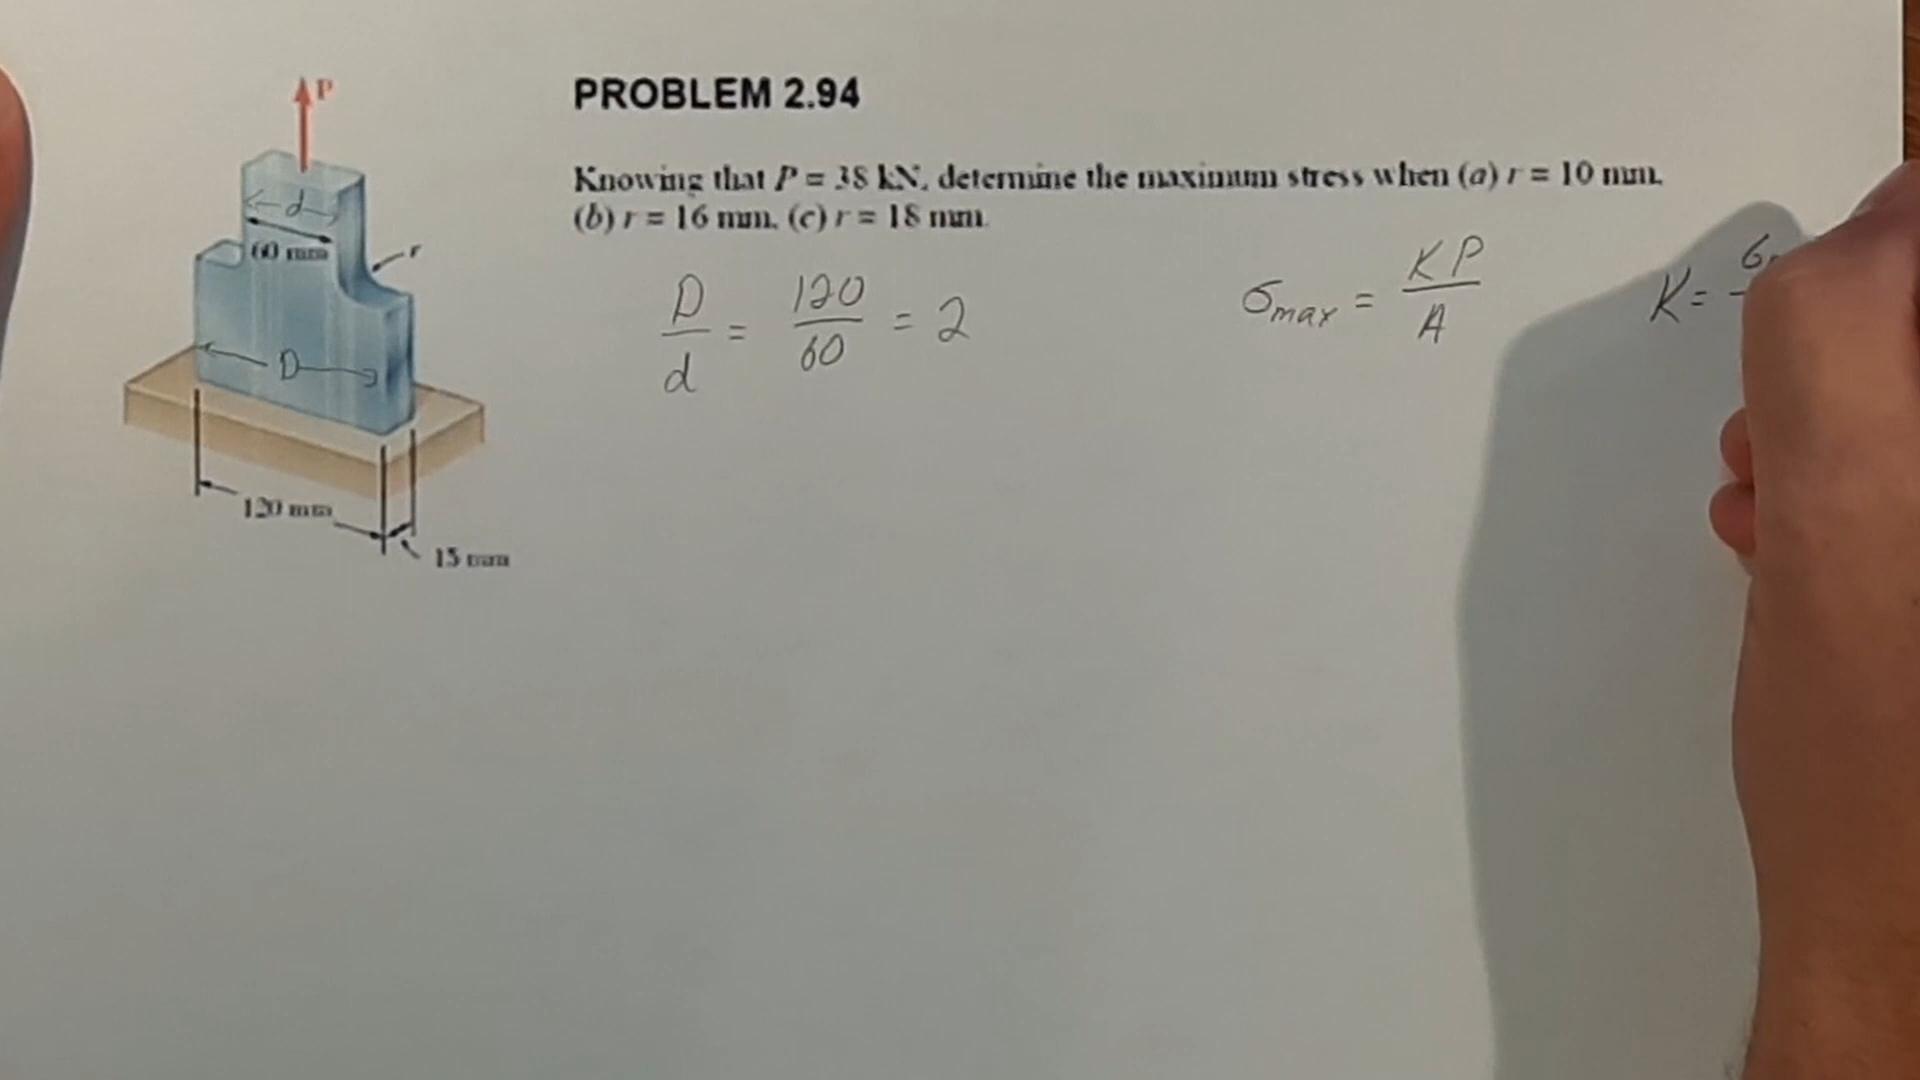 P
PROBLEM 2.94
Knowing that P = 38 kN, determine the maximum stress when (a) r = 10 mm,
(b) r = 16 mm, (c) r = 18 mm.
d
60 mm
r
D/d = 120/60 = 2
σmax = KP/A
K = σ
D
120 mm
15 mm